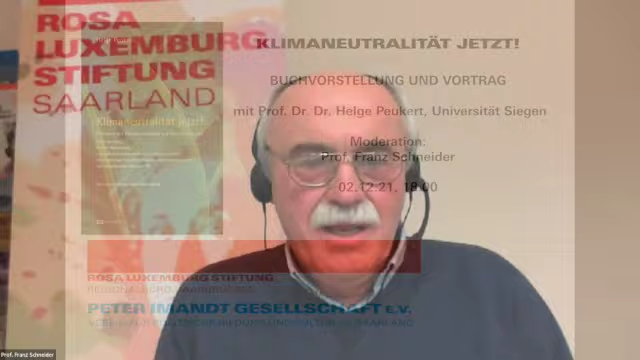 ROSA
LUXEMBURG
STIFTUNG
SAARLAND
Klimaneutralität jetzt!
KLIMANEUTRALITÄT JETZT!
BUCHVORSTELLUNG UND VORTRAG
mit Prof. Dr. Dr. Helge Peukert, Universität Siegen
Moderation:
Prof. Franz Schneider
02.12.21, 18.00
ROSA LUXEMBURG STIFTUNG
PETER IMANDT GESELLSCHAFT E.V.
Prof. Franz Schneider